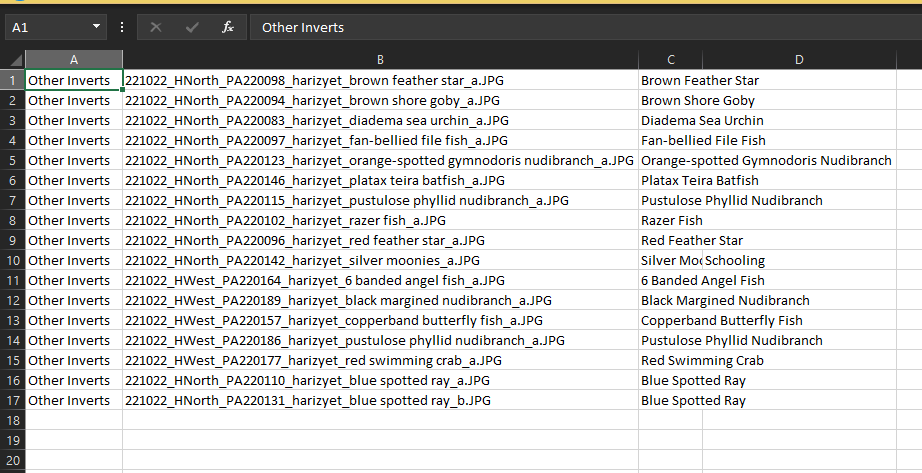 A1 fx Other Inverts
A B C D
1 Other Inverts 221022_HNorth_PA220098_harizyet_brown feather star_a.JPG Brown Feather Star
2 Other Inverts 221022_HNorth_PA220094_harizyet_brown shore goby_a.JPG Brown Shore Goby
3 Other Inverts 221022_HNorth_PA220083_harizyet_diadema sea urchin_a.JPG Diadema Sea Urchin
4 Other Inverts 221022_HNorth_PA220097_harizyet_fan-bellied file fish_a.JPG Fan-bellied File Fish
5 Other Inverts 221022_HNorth_PA220123_harizyet_orange-spotted gymnodoris nudibranch_a.JPG Orange-spotted Gymnodoris Nudibranch
6 Other Inverts 221022_HNorth_PA220146_harizyet_platax teira batfish_a.JPG Platax Teira Batfish
7 Other Inverts 221022_HNorth_PA220115_harizyet_pustulose phyllid nudibranch_a.JPG Pustulose Phyllid Nudibranch
8 Other Inverts 221022_HNorth_PA220102_harizyet_razer fish_a.JPG Razer Fish
9 Other Inverts 221022_HNorth_PA220096_harizyet_red feather star_a.JPG Red Feather Star
10 Other Inverts 221022_HNorth_PA220142_harizyet_silver moonies_a.JPG Silver Mo Schooling
11 Other Inverts 221022_HWest_PA220164_harizyet_6 banded angel fish_a.JPG 6 Banded Angel Fish
12 Other Inverts 221022_HWest_PA220189_harizyet_black margined nudibranch_a.JPG Black Margined Nudibranch
13 Other Inverts 221022_HWest_PA220157_harizyet_copperband butterfly fish_a.JPG Copperband Butterfly Fish
14 Other Inverts 221022_HWest_PA220186_harizyet_pustulose phyllid nudibranch_a.JPG Pustulose Phyllid Nudibranch
15 Other Inverts 221022_HWest_PA220177_harizyet_red swimming crab_a.JPG Red Swimming Crab
16 Other Inverts 221022_HNorth_PA220110_harizyet_blue spotted ray_a.JPG Blue Spotted Ray
17 Other Inverts 221022_HNorth_PA220131_harizyet_blue spotted ray_b.JPG Blue Spotted Ray
18
19
20